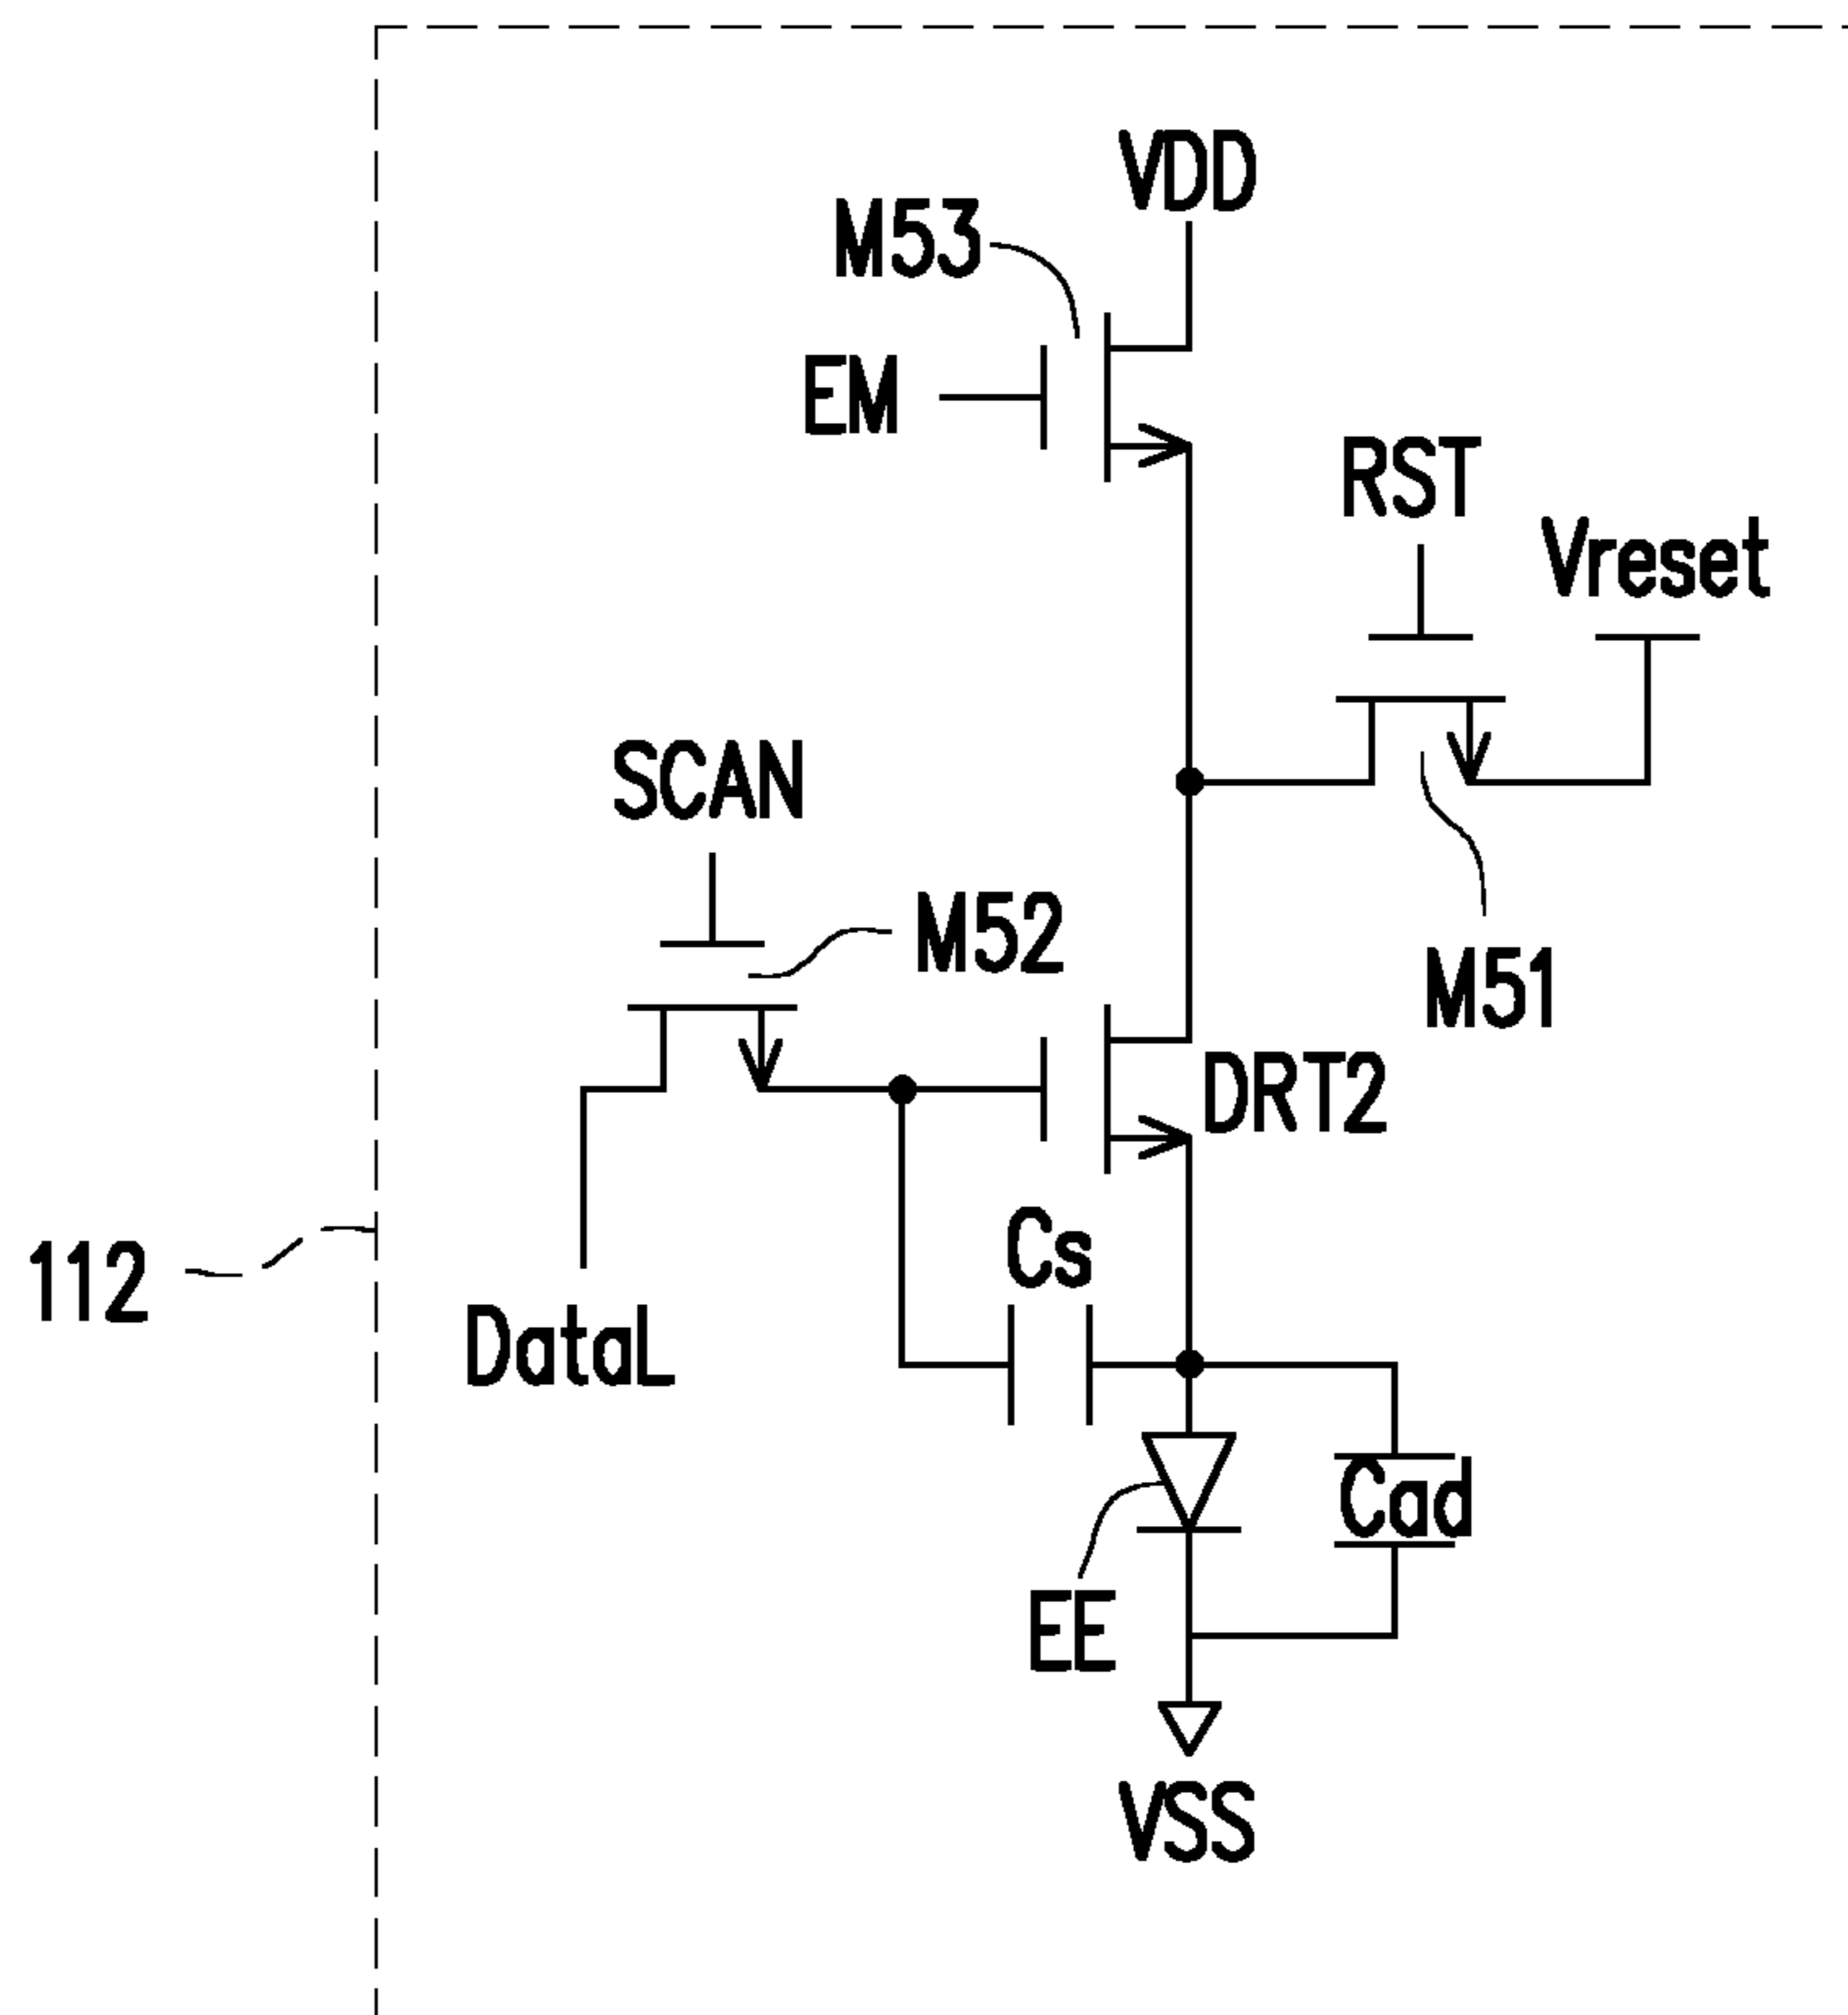 VDD
M53
EM
RST
Vreset
SCAN
M52
M51
DRT2
Cs
112
DataL
Cad
EE
VSS